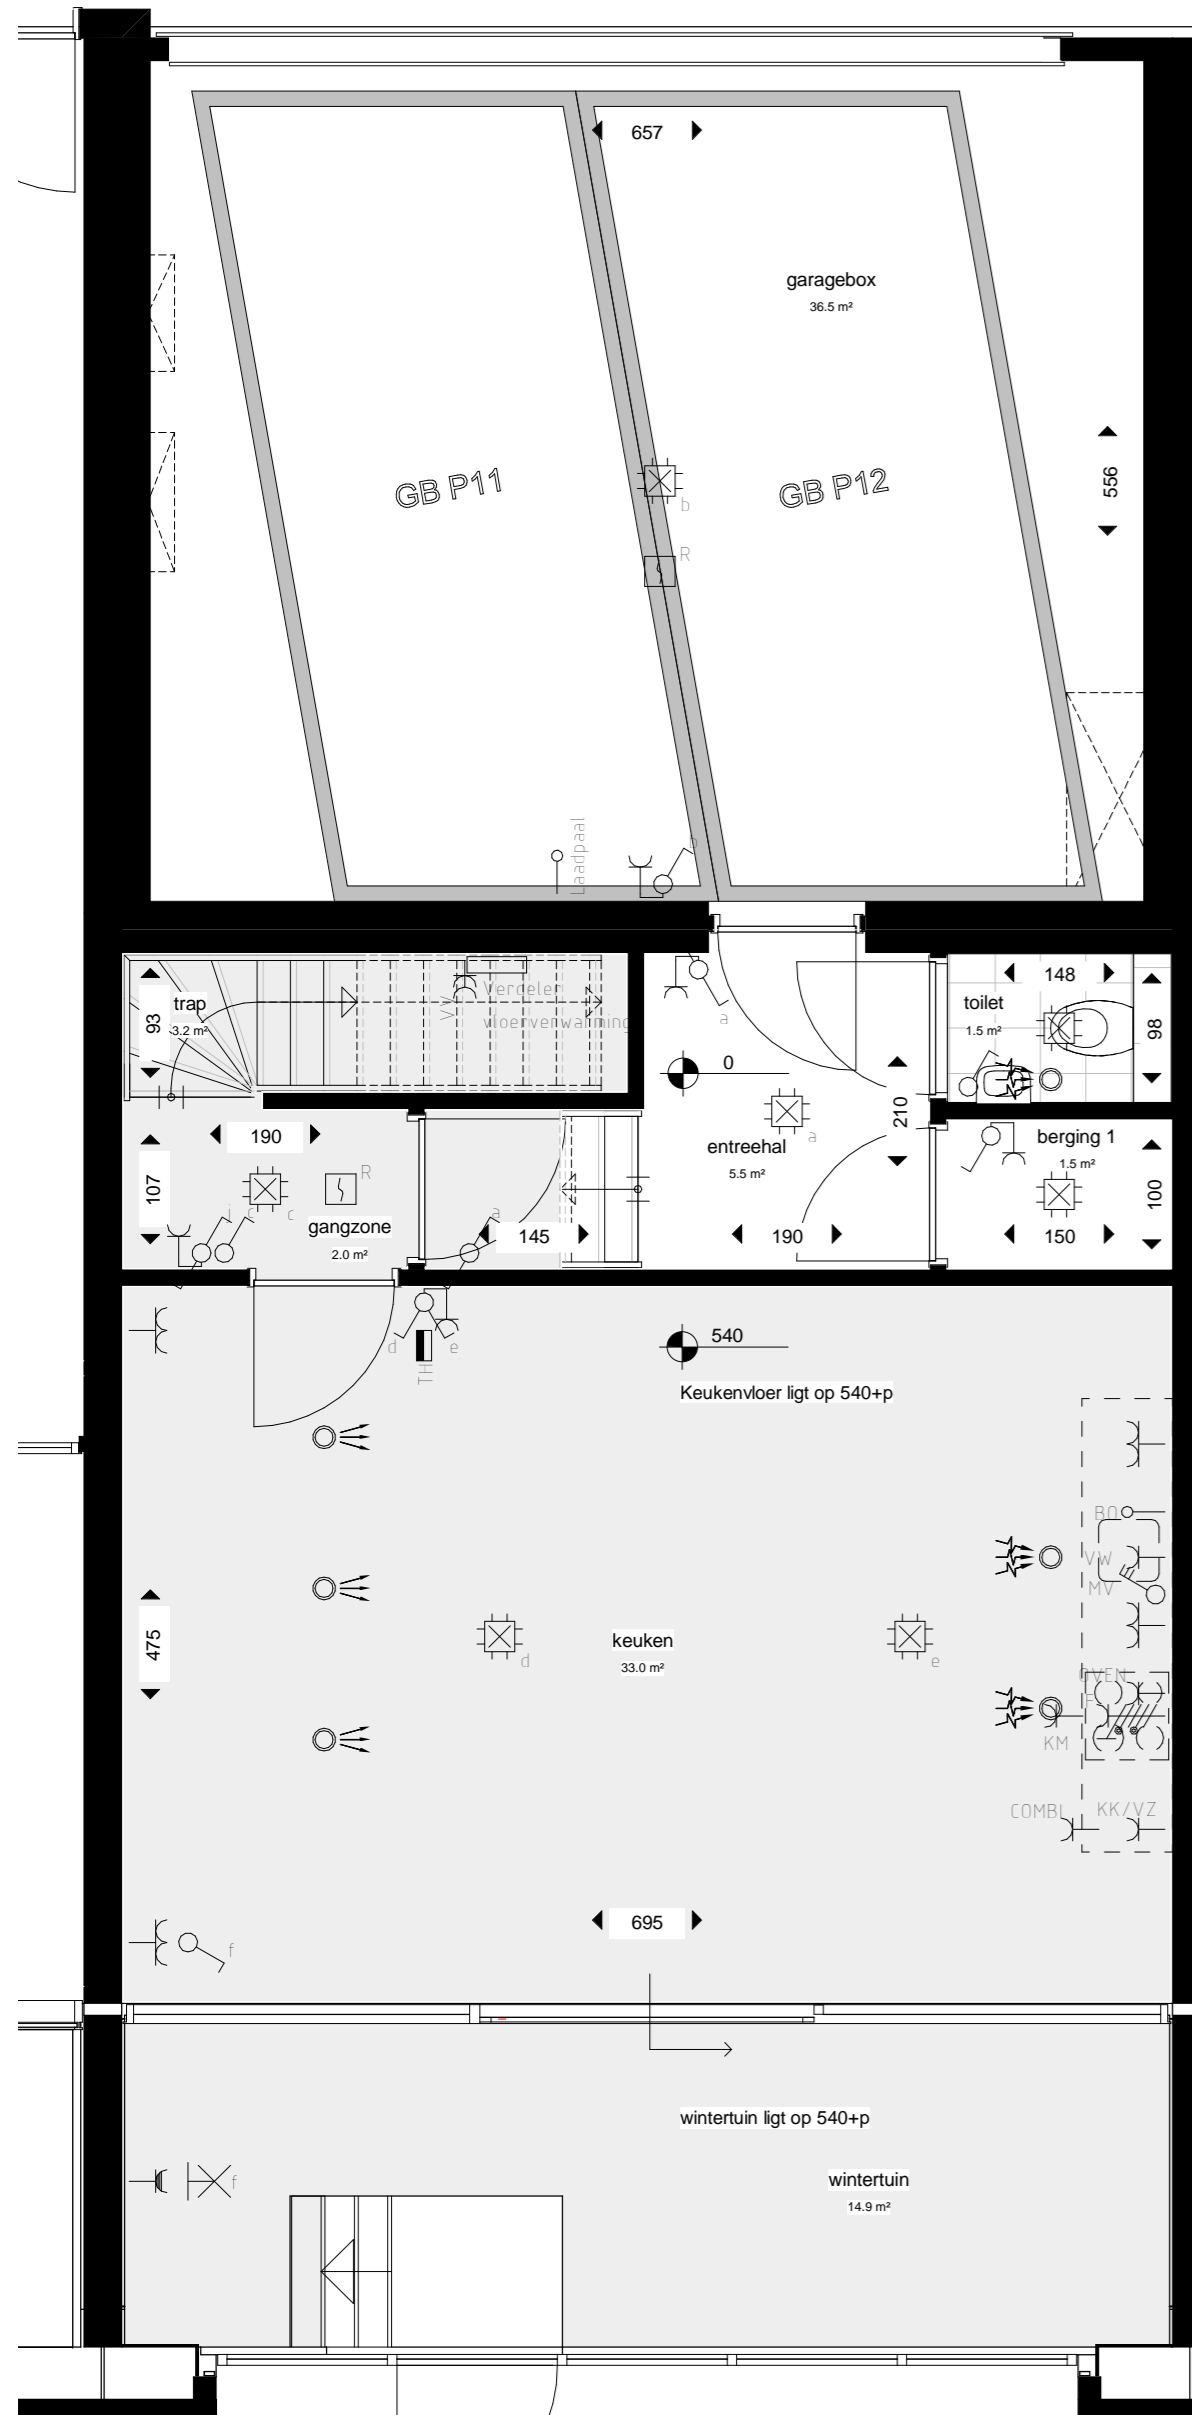 657
garagebox
36.5 m²
556
GB P11
GB P12
b
R
Laadpaal
b
93
trap
3.2 m²
VW
Verdeler
vloerverwarming
a
0
toilet
1.5 m²
148
98
210
190
107
R
c
i
c
gangzone
2.0 m²
a
145
entreehal
5.5 m²
a
190
berging 1
1.5 m²
150
100
d
e
TH
540
Keukenvloer ligt op 540+p
BO
VW
MV
475
keuken
33.0 m²
d
e
OVEN
KM
COMBI
KK/VZ
695
f
wintertuin ligt op 540+p
wintertuin
14.9 m²
f